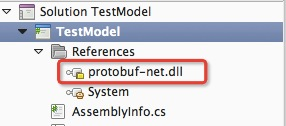 Solution TestModel
TestModel
References
protobuf-net.dll
System
AssemblyInfo.cs